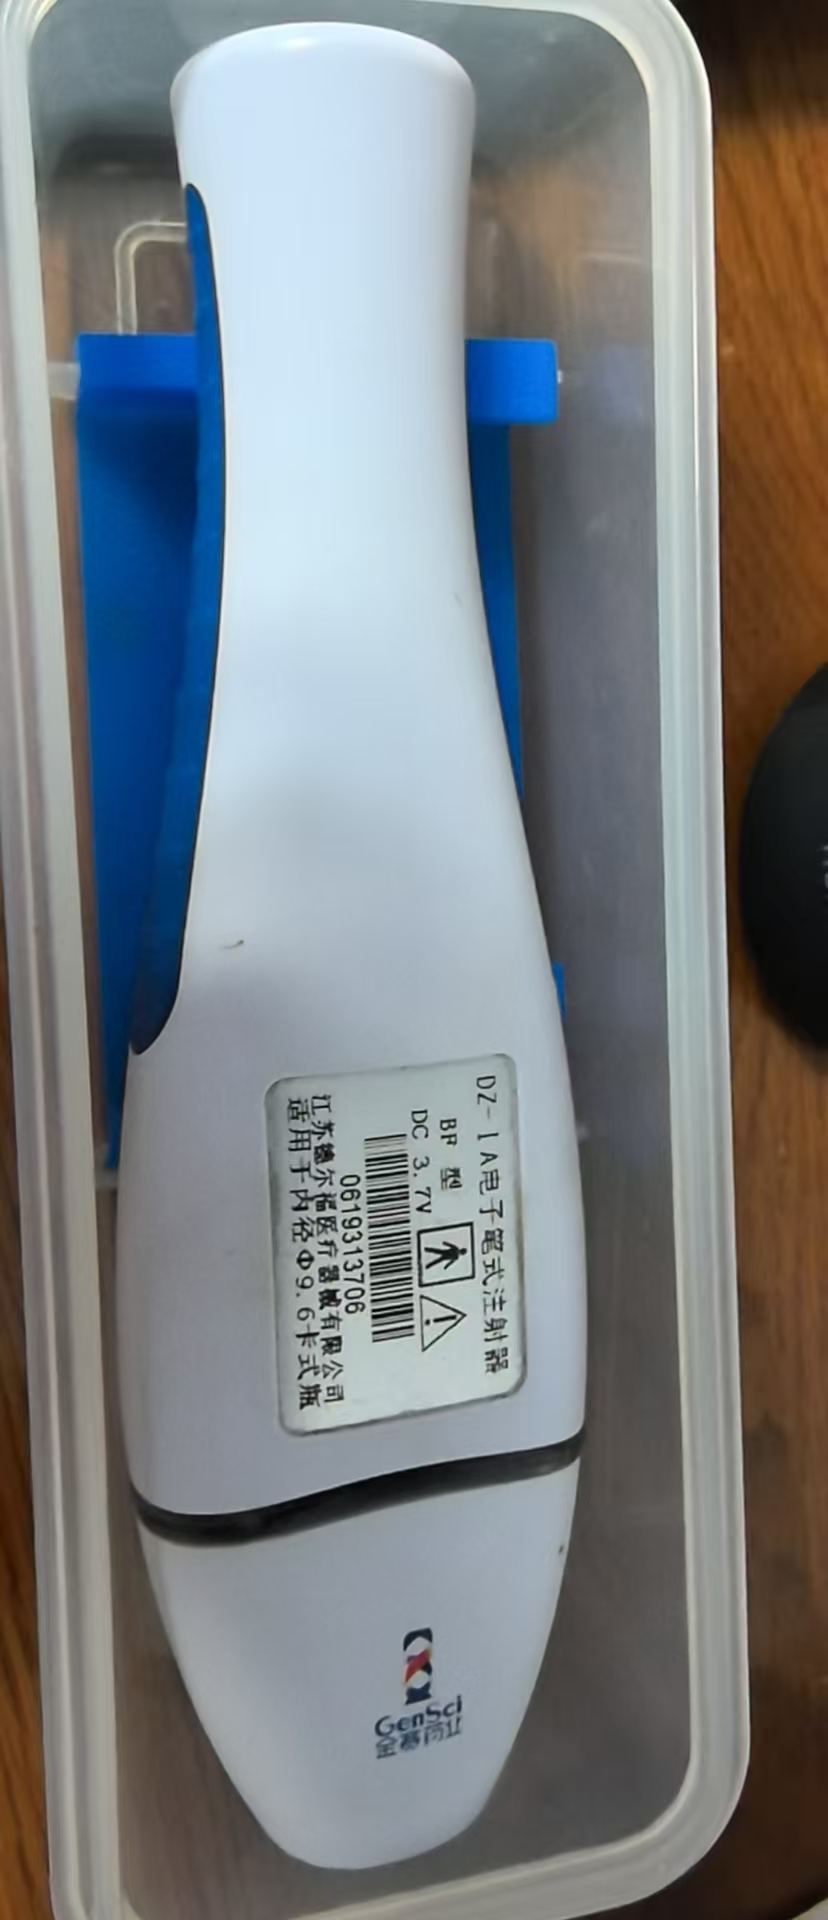 DZ-1A电子笔式注射器
BF 型
DC 3.7V
0619313706
江苏德尔福医疗器械有限公司
适用于内径Φ9.6卡式瓶
GenSci
金赛药业